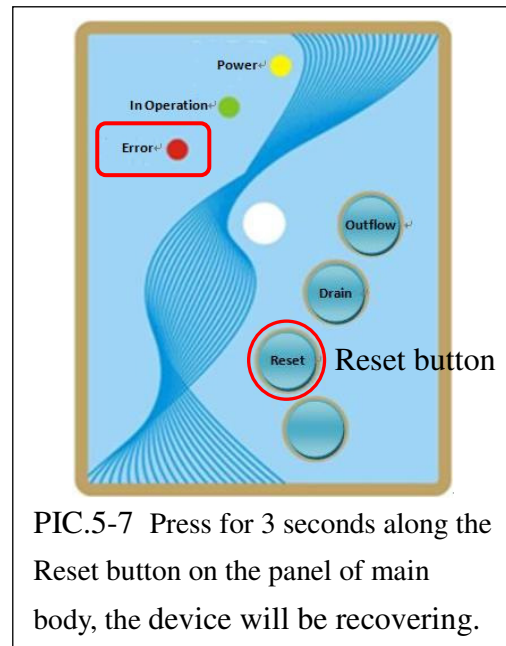 Power↵
In Operation↵
Error↵
Outflow ↵
Drain
Reset
Reset button
PIC.5-7 Press for 3 seconds along the
Reset button on the panel of main
body, the device will be recovering.